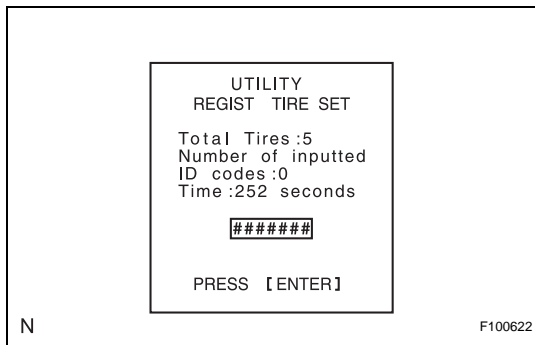 UTILITY
REGIST TIRE SET
Total Tires :5
Number of inputted
ID codes :0
Time :252 seconds
#######
PRESS [ENTER]
N
F100622